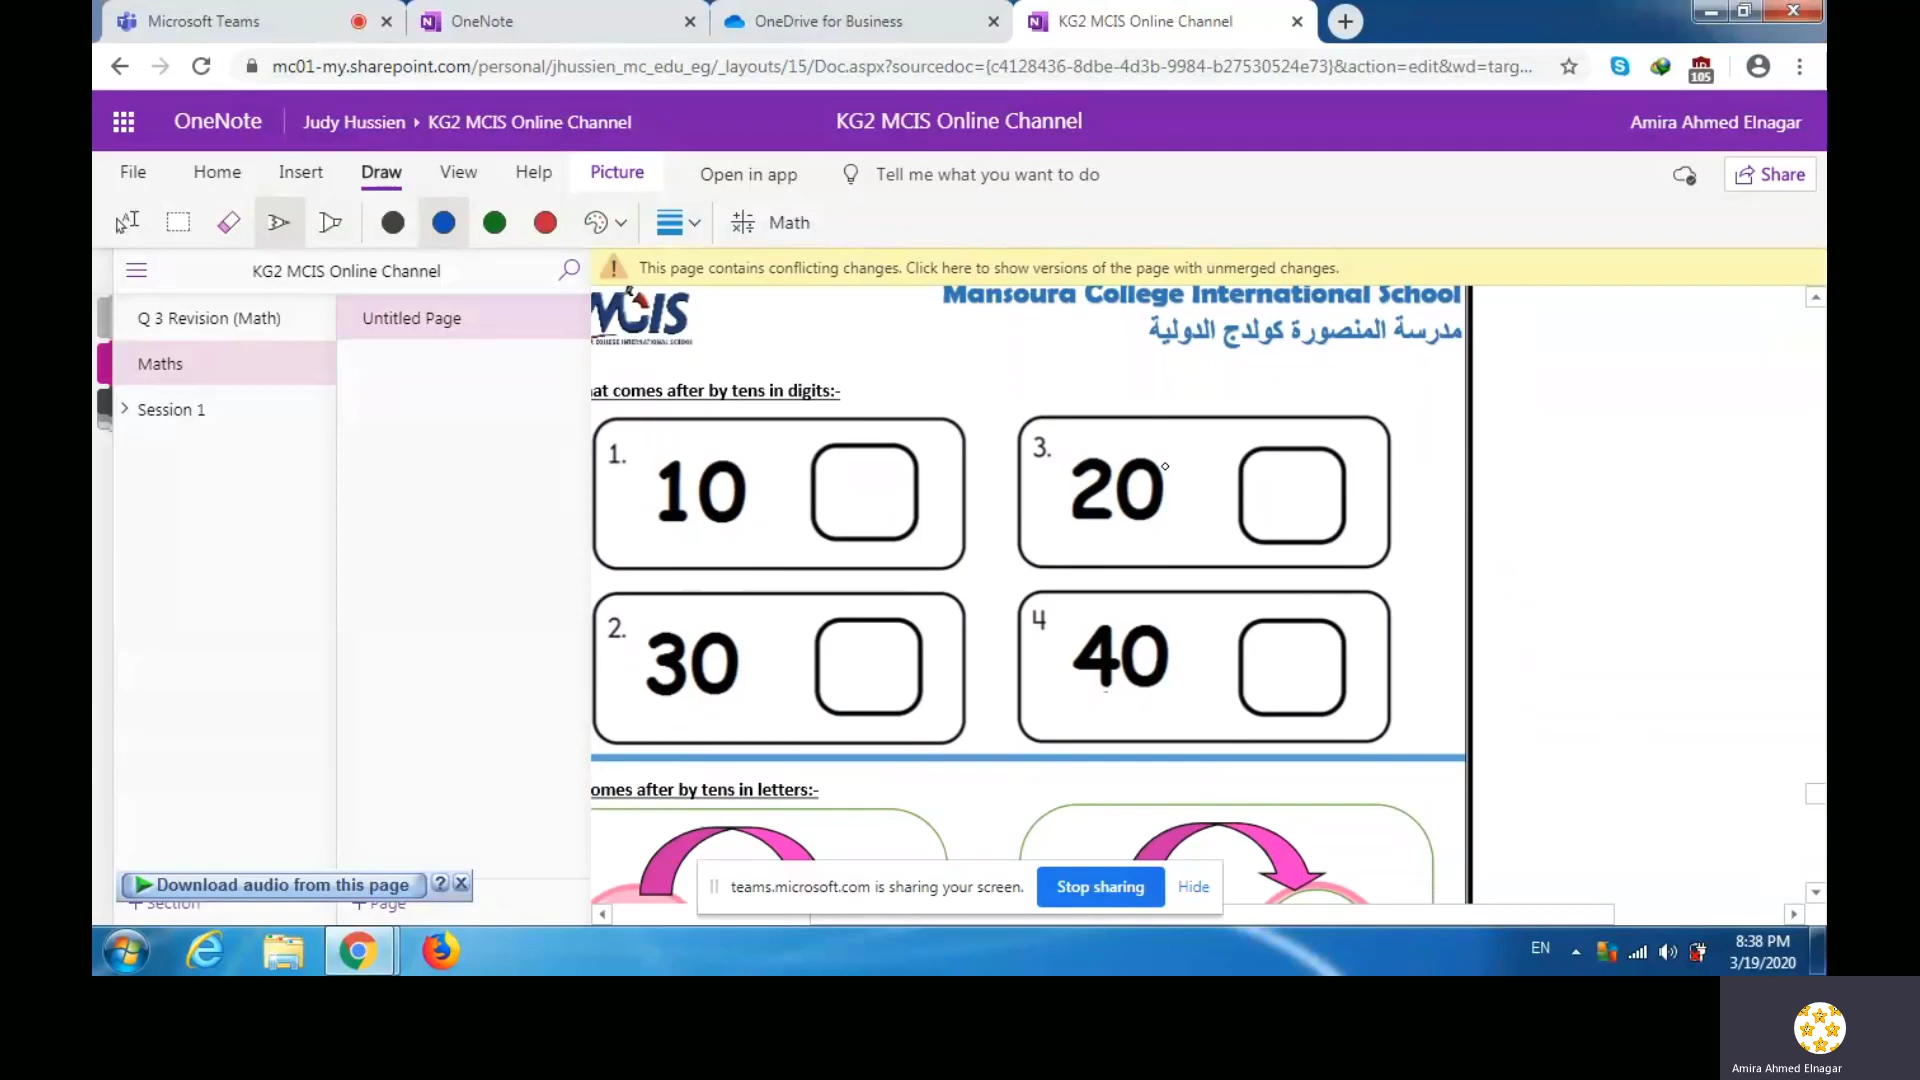 Microsoft Teams
OneNote
OneDrive for Business
KG2 MCIS Online Channel
mc01-my.sharepoint.com/personal/jhussien_mc_edu_eg/_layouts/15/Doc.aspx?sourcedoc={c4128436-8dbe-4d3b-9984-b27530524e73}&action=edit&wd=targ...
105
OneNote
Judy Hussien › KG2 MCIS Online Channel
KG2 MCIS Online Channel
Amira Ahmed Elnagar
File Home Insert Draw View Help Picture Open in app Tell me what you want to do Share
Math
KG2 MCIS Online Channel
This page contains conflicting changes. Click here to show versions of the page with unmerged changes.
Q 3 Revision (Math)
Untitled Page
Maths
Session 1
MCIS
COLLEGE INTERNATIONAL SCHOOL
Mansoura College International School
مدرسة المنصورة كولدج الدولية
at comes after by tens in digits:-
1. 10
3. 20
2. 30
4 40
omes after by tens in letters:-
Download audio from this page ?
+ Section
+ Page
teams.microsoft.com is sharing your screen. Stop sharing Hide
EN
8:38 PM
3/19/2020
Amira Ahmed Elnagar